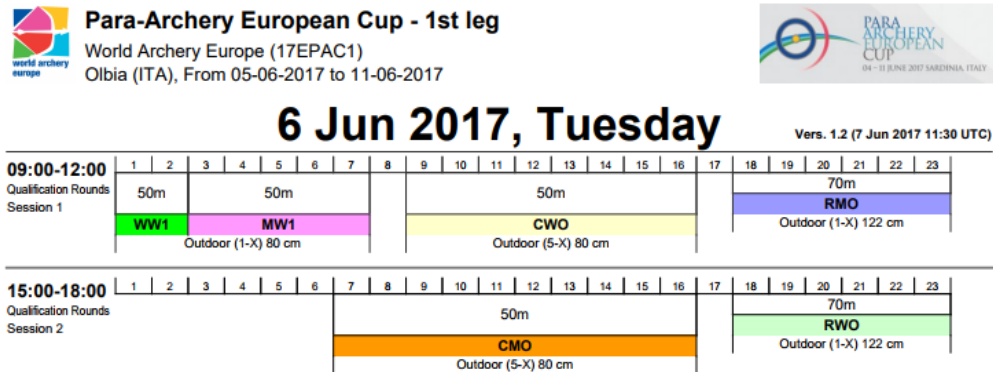 world archery
europe
Para-Archery European Cup - 1st leg
World Archery Europe (17EPAC1)
Olbia (ITA), From 05-06-2017 to 11-06-2017
PARA
ARCHERY
EUROPEAN
CUP
04 – 11 JUNE 2017 SARDINIA, ITALY
6 Jun 2017, Tuesday
Vers. 1.2 (7 Jun 2017 11:30 UTC)
09:00-12:00 1 2 3 4 5 6 7 8 9 10 11 12 13 14 15 16 17 18 19 20 21 22 23
Qualification Rounds 50m 50m 50m 70m
Session 1 WW1 MW1 CWO RMO
Outdoor (1-X) 80 cm Outdoor (5-X) 80 cm Outdoor (1-X) 122 cm
15:00-18:00 1 2 3 4 5 6 7 8 9 10 11 12 13 14 15 16 17 18 19 20 21 22 23
Qualification Rounds 50m 70m
Session 2 CMO RWO
Outdoor (5-X) 80 cm Outdoor (1-X) 122 cm